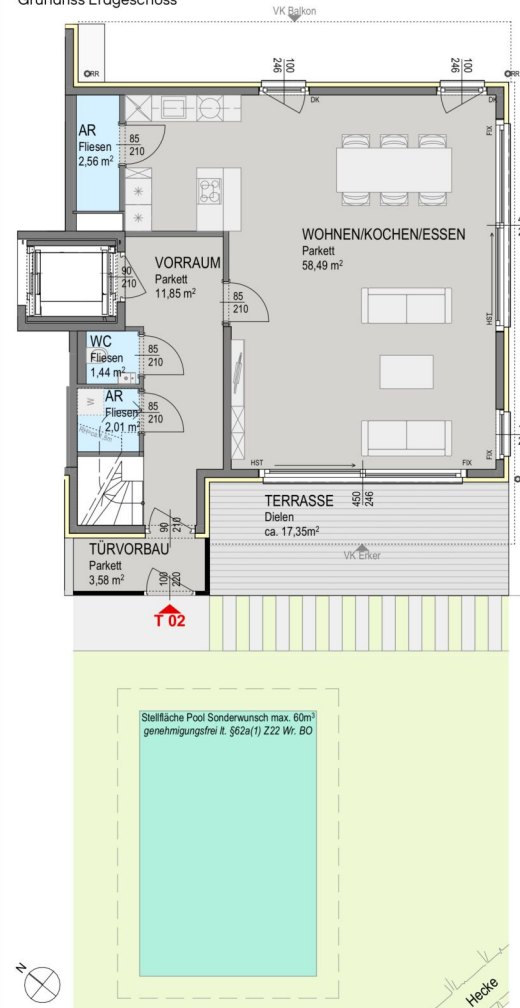 Grundriss Erdgeschoss
VK Balkon
RR
RR
100
246
100
246
DK
DK
AR
Fliesen
2,56 m²
85
210
FIX
WOHNEN/KOCHEN/ESSEN
Parkett
58,49 m²
VORRAUM
Parkett
11,85 m²
90
210
85
210
HST
WC
Fliesen
1,44 m²
85
210
AR
Fliesen
2,01 m²
W
85
210
FIX
HST
FIX
TERRASSE
Dielen
ca. 17,35m²
450
246
90
210
TÜRVORBAU
Parkett
3,58 m²
VK Erker
100
220
T 02
Stellfläche Pool Sonderwunsch max. 60m³
genehmigungsfrei lt. §62a(1) Z22 Wr. BO
N
Hecke